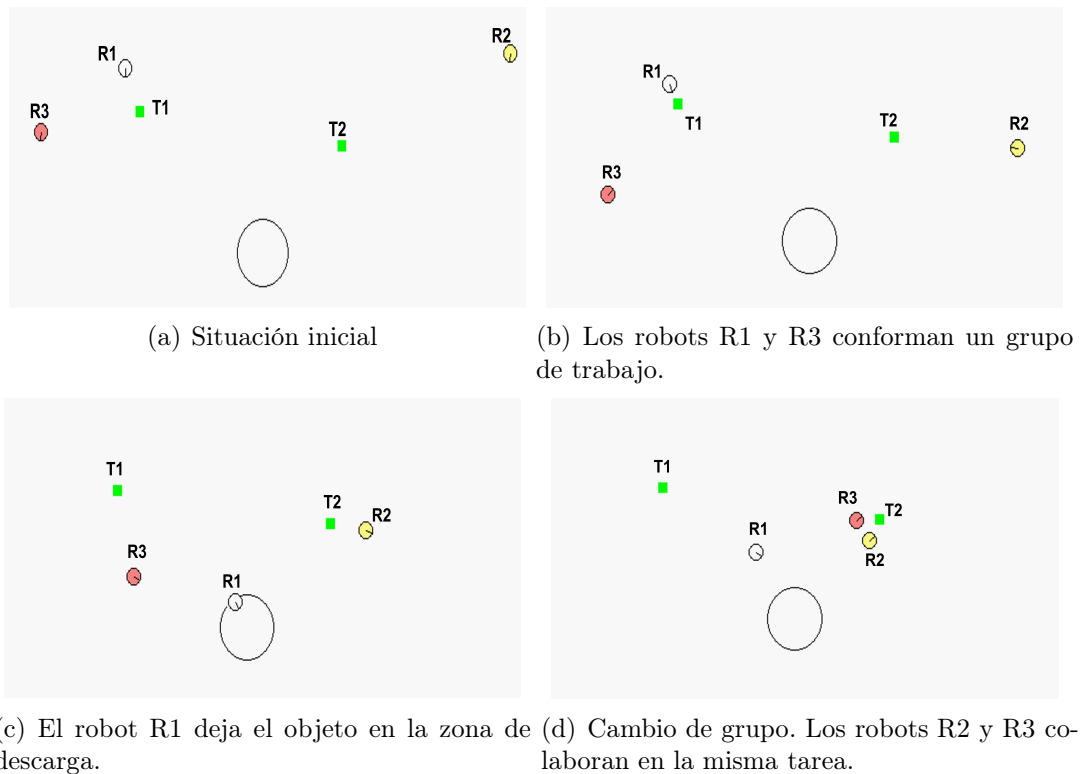 R2
R1
R3
T1
T2
R1
T1
T2
R2
R3
(a) Situación inicial
(b) Los robots R1 y R3 conforman un grupo
de trabajo.
T1
T2
R2
R3
R1
T1
R3
T2
R1
R2
(c) El robot R1 deja el objeto en la zona de
descarga.
(d) Cambio de grupo. Los robots R2 y R3 co-
laboran en la misma tarea.